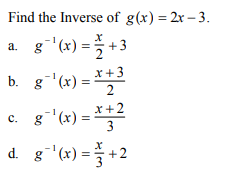 Find the Inverse of g(x) = 2x – 3.
a. g⁻¹(x) = x/2 + 3
b. g⁻¹(x) = (x+3)/2
c. g⁻¹(x) = (x+2)/3
d. g⁻¹(x) = x/3 + 2